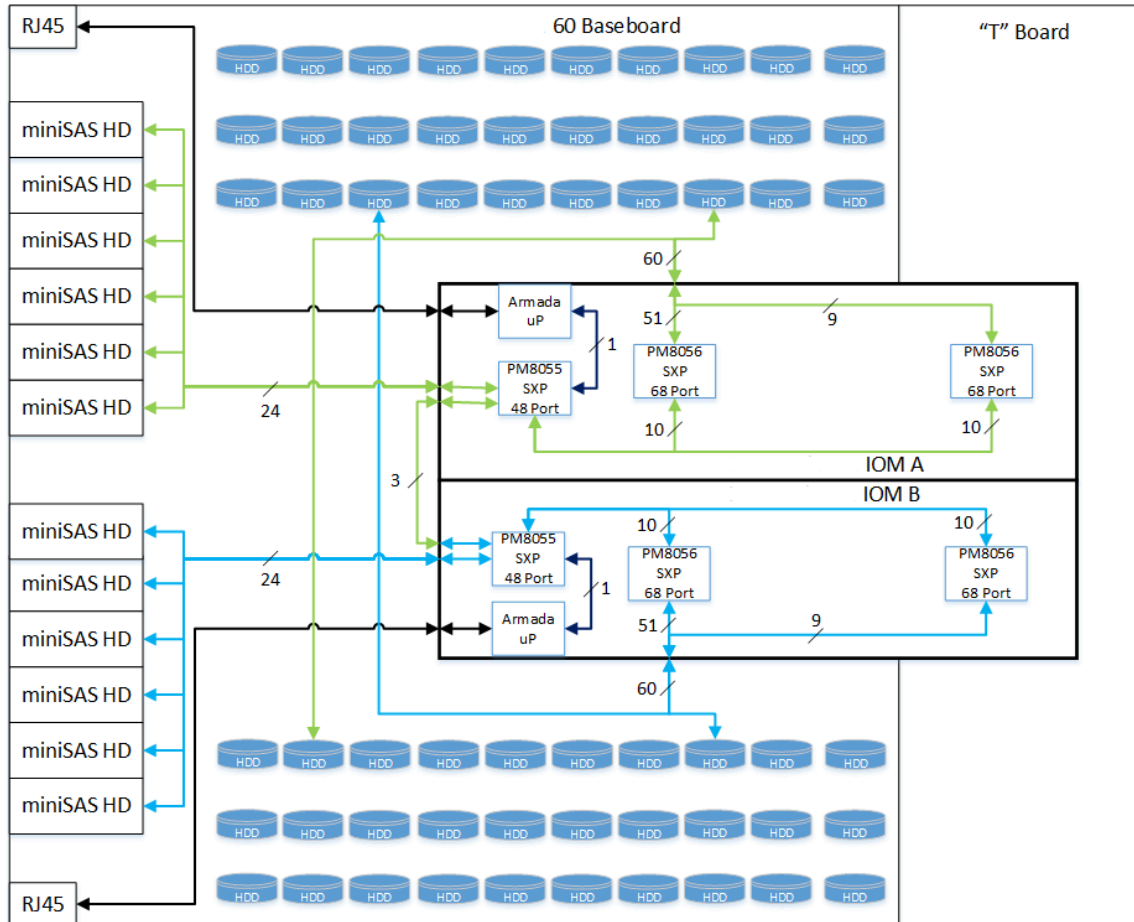 RJ45
60 Baseboard
“T” Board
HDD HDD HDD HDD HDD HDD HDD HDD HDD HDD
miniSAS HD
HDD HDD HDD HDD HDD HDD HDD HDD HDD HDD
miniSAS HD
HDD HDD HDD HDD HDD HDD HDD HDD HDD HDD
miniSAS HD
60
miniSAS HD
Armada
uP
51
9
1
miniSAS HD
PM8055
SXP
48 Port
PM8056
SXP
68 Port
PM8056
SXP
68 Port
miniSAS HD
24
10
10
IOM A
3
IOM B
miniSAS HD
10
10
PM8055
SXP
48 Port
PM8056
SXP
68 Port
PM8056
SXP
68 Port
miniSAS HD
24
1
miniSAS HD
Armada
uP
51
9
miniSAS HD
60
miniSAS HD
HDD HDD HDD HDD HDD HDD HDD HDD HDD HDD
miniSAS HD
HDD HDD HDD HDD HDD HDD HDD HDD HDD HDD
RJ45
HDD HDD HDD HDD HDD HDD HDD HDD HDD HDD